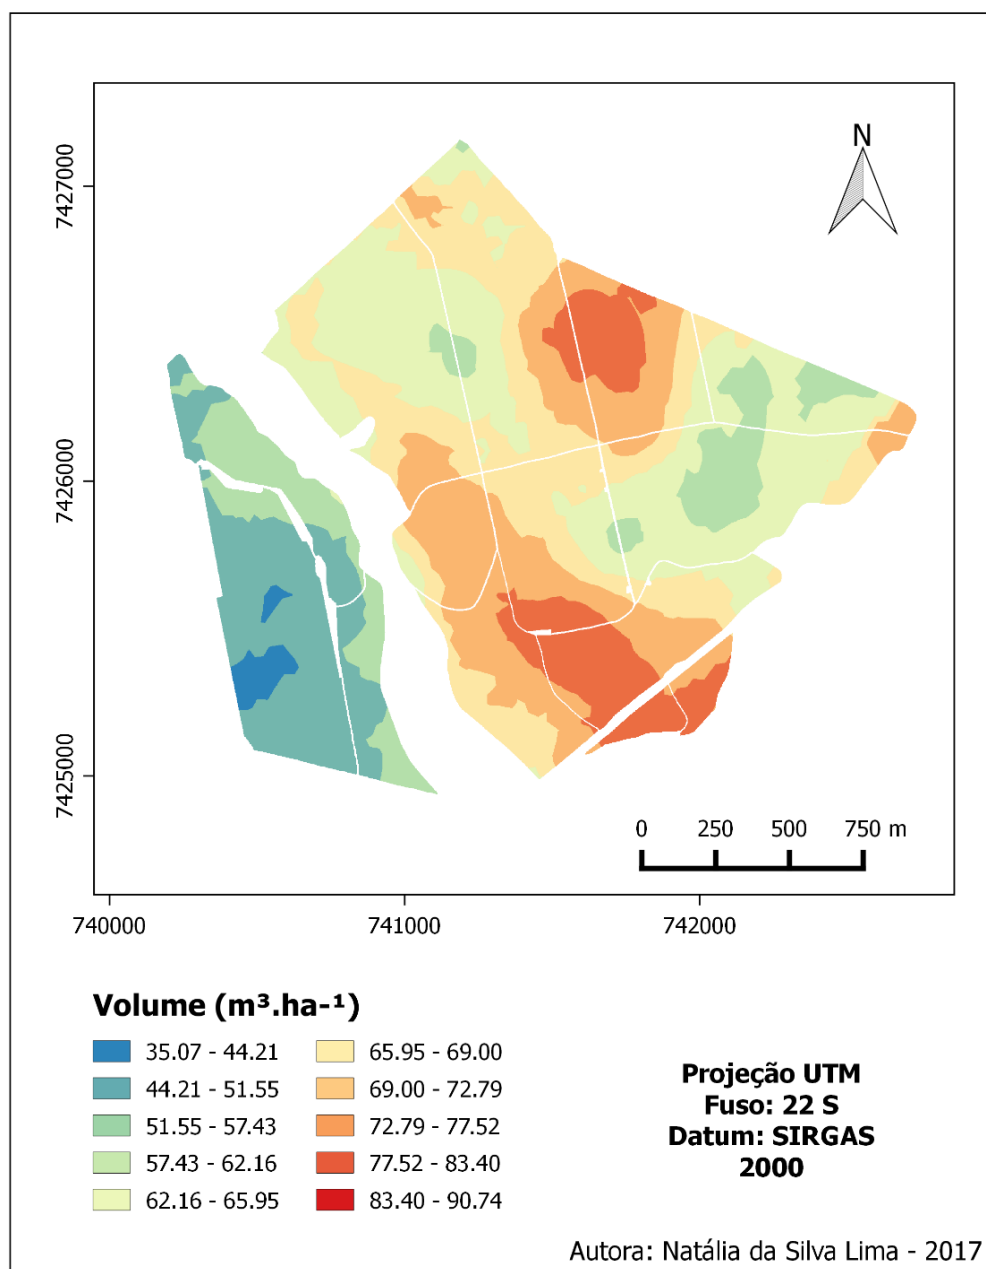 N
7427000
7426000
7425000
0 250 500 750 m
740000 741000 742000
Volume (m³.ha-¹)
35.07 - 44.21
44.21 - 51.55
51.55 - 57.43
57.43 - 62.16
62.16 - 65.95
65.95 - 69.00
69.00 - 72.79
72.79 - 77.52
77.52 - 83.40
83.40 - 90.74
Projeção UTM
Fuso: 22 S
Datum: SIRGAS
2000
Autora: Natália da Silva Lima - 2017